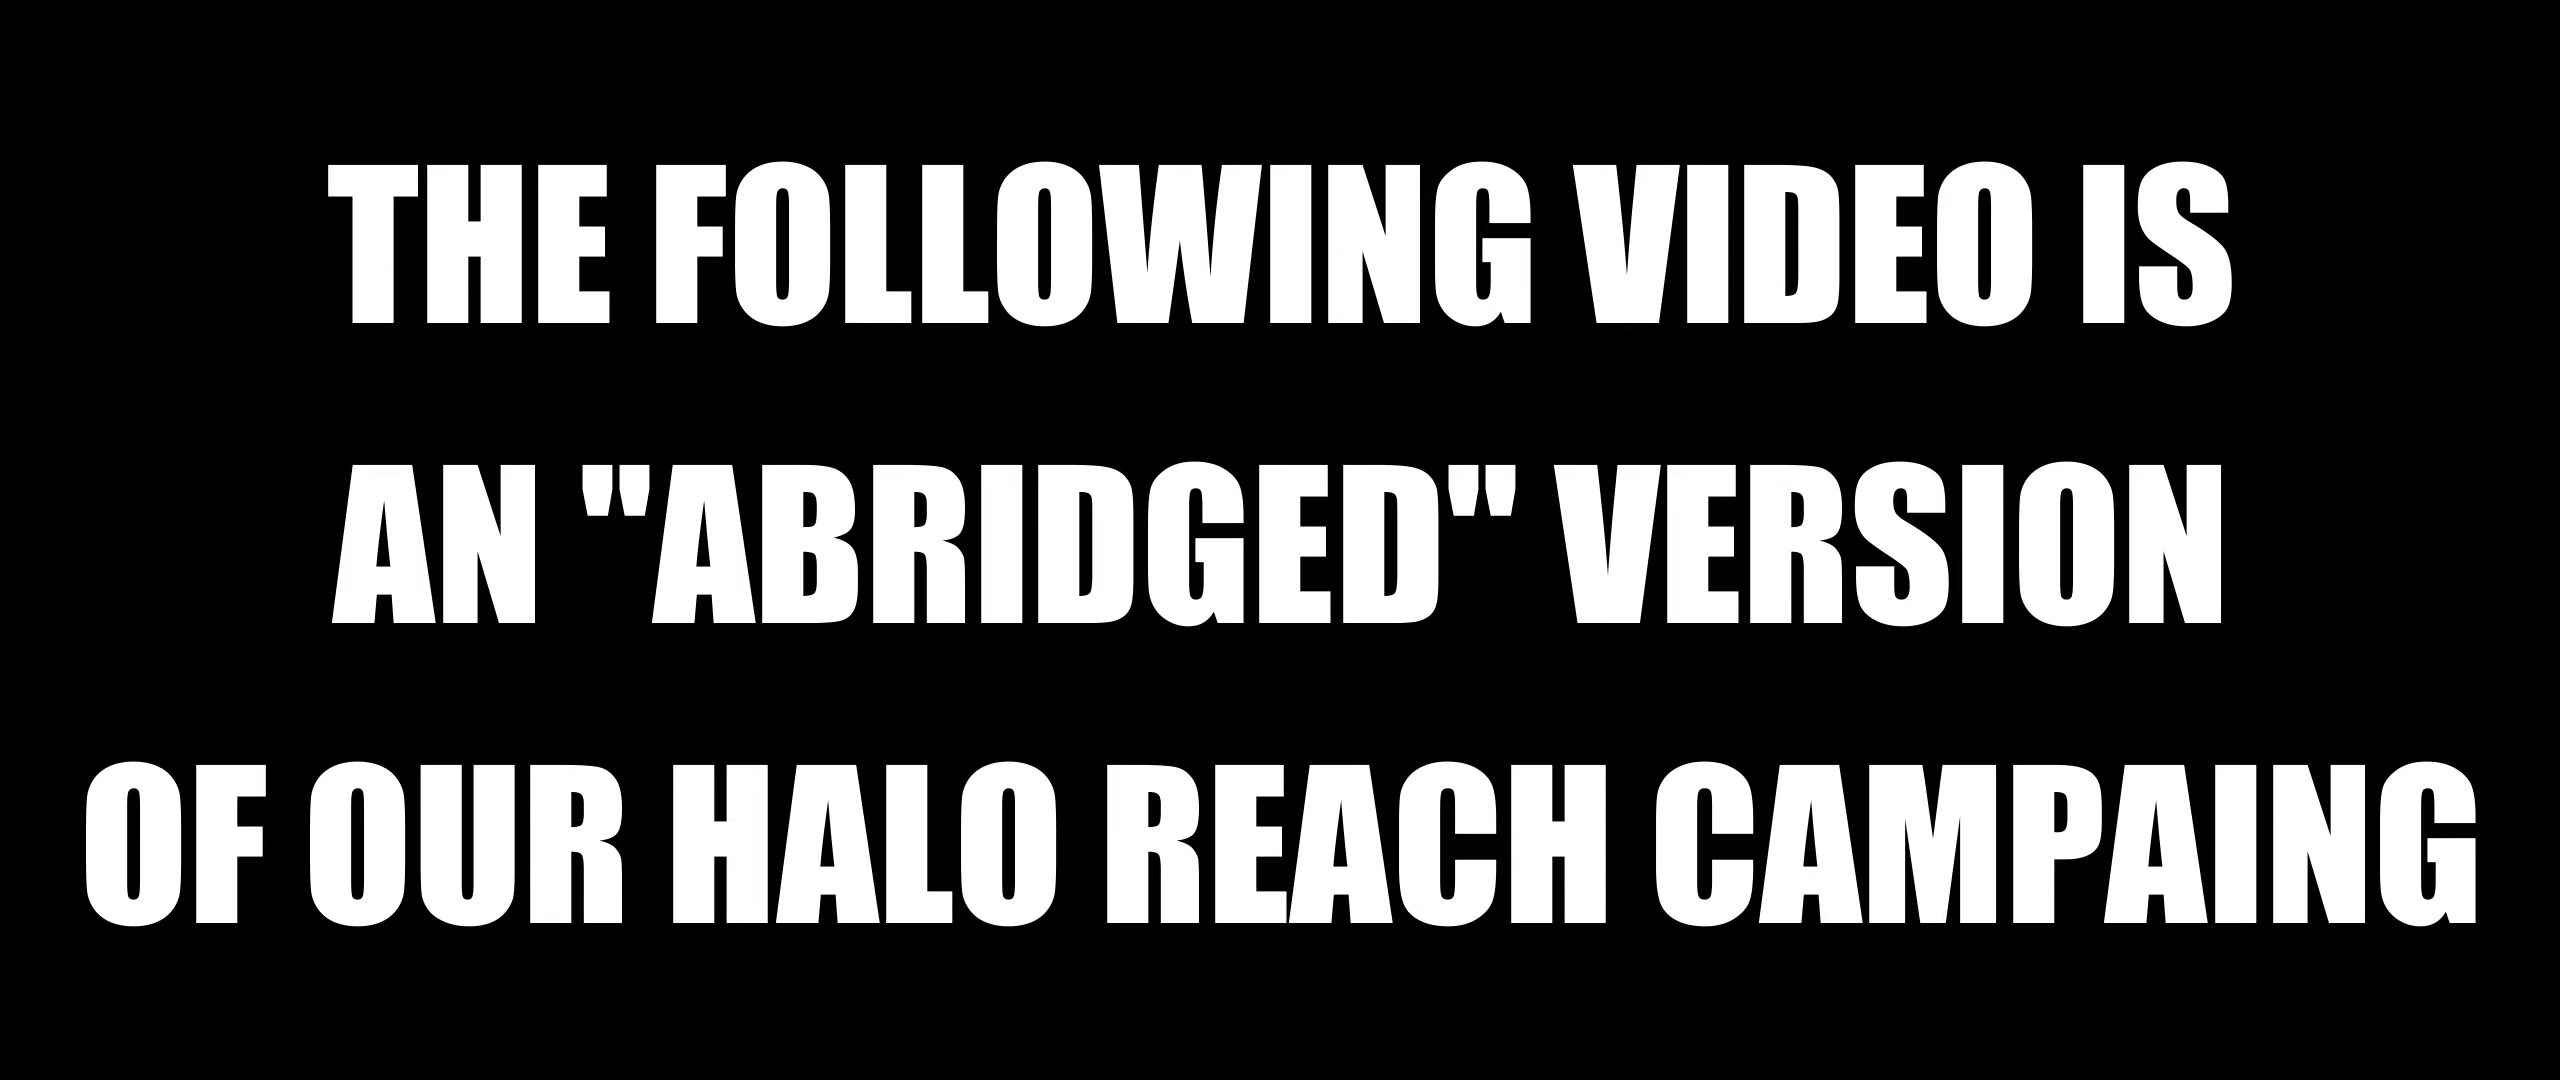 THE FOLLOWING VIDEO IS
AN "ABRIDGED" VERSION
OF OUR HALO REACH CAMPAING